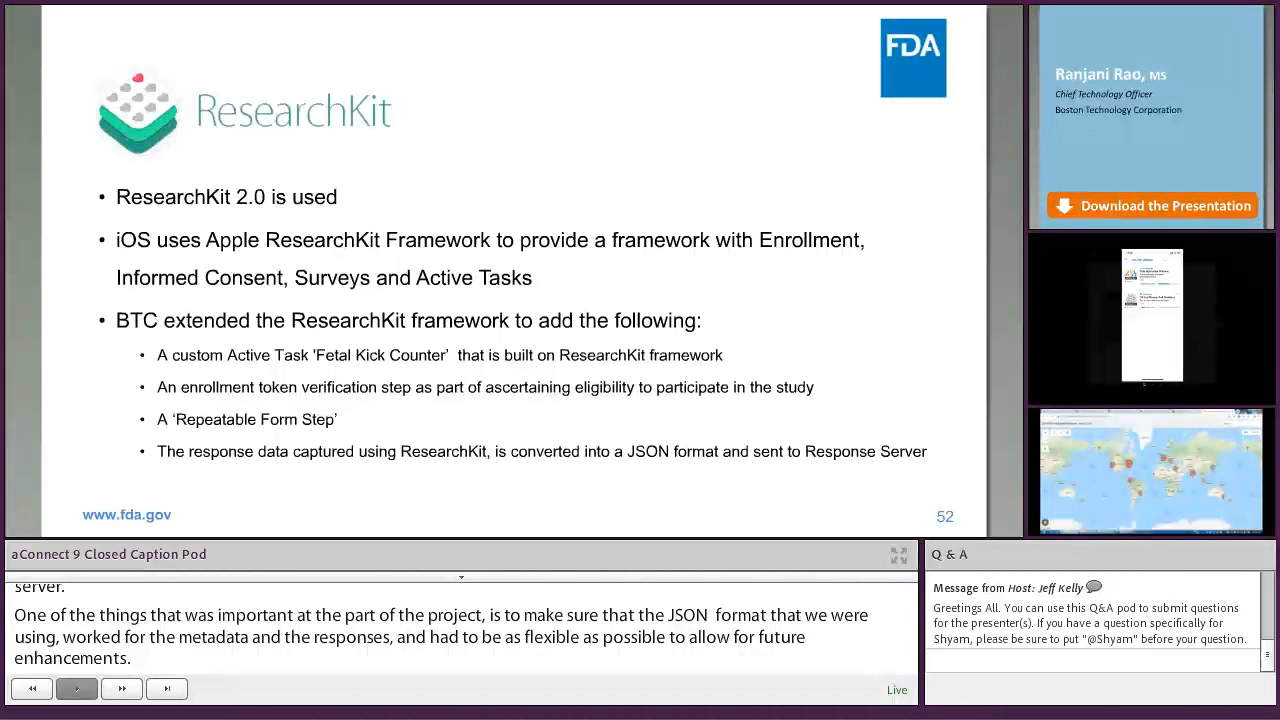 FDA
ResearchKit
• ResearchKit 2.0 is used
• iOS uses Apple ResearchKit Framework to provide a framework with Enrollment,
Informed Consent, Surveys and Active Tasks
• BTC extended the ResearchKit framework to add the following:
• A custom Active Task 'Fetal Kick Counter’ that is built on ResearchKit framework
• An enrollment token verification step as part of ascertaining eligibility to participate in the study
• A ‘Repeatable Form Step’
• The response data captured using ResearchKit, is converted into a JSON format and sent to Response Server
www.fda.gov
52
Ranjani Rao, MS
Chief Technology Officer
Boston Technology Corporation
Download the Presentation
aConnect 9 Closed Caption Pod
server.
One of the things that was important at the part of the project, is to make sure that the JSON format that we were
using, worked for the metadata and the responses, and had to be as flexible as possible to allow for future
enhancements.
Live
Q & A
Message from Host: Jeff Kelly
Greetings All. You can use this Q&A pod to submit questions
for the presenter(s). If you have a question specifically for
Shyam, please be sure to put "@Shyam" before your question.